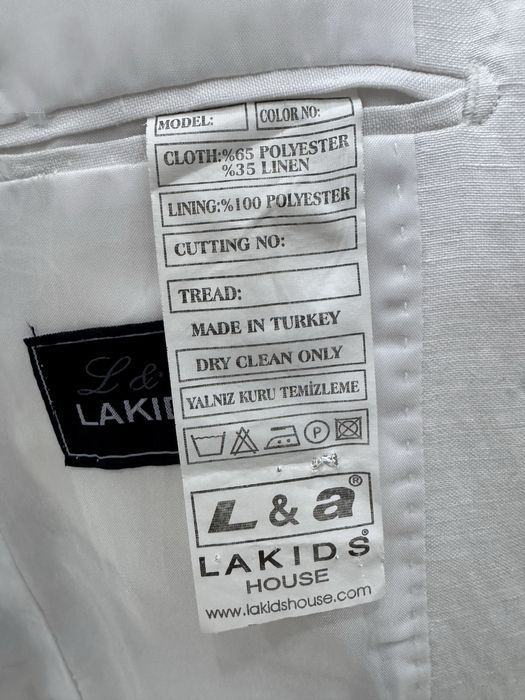 MODEL: COLOR NO:
CLOTH:%65 POLYESTER
%35 LINEN
LINING:%100 POLYESTER
CUTTING NO:
TREAD:
MADE IN TURKEY
DRY CLEAN ONLY
YALNIZ KURU TEMİZLEME
P
L & a®
LAKIDS®
HOUSE
www.lakidshouse.com
L &
LAKI